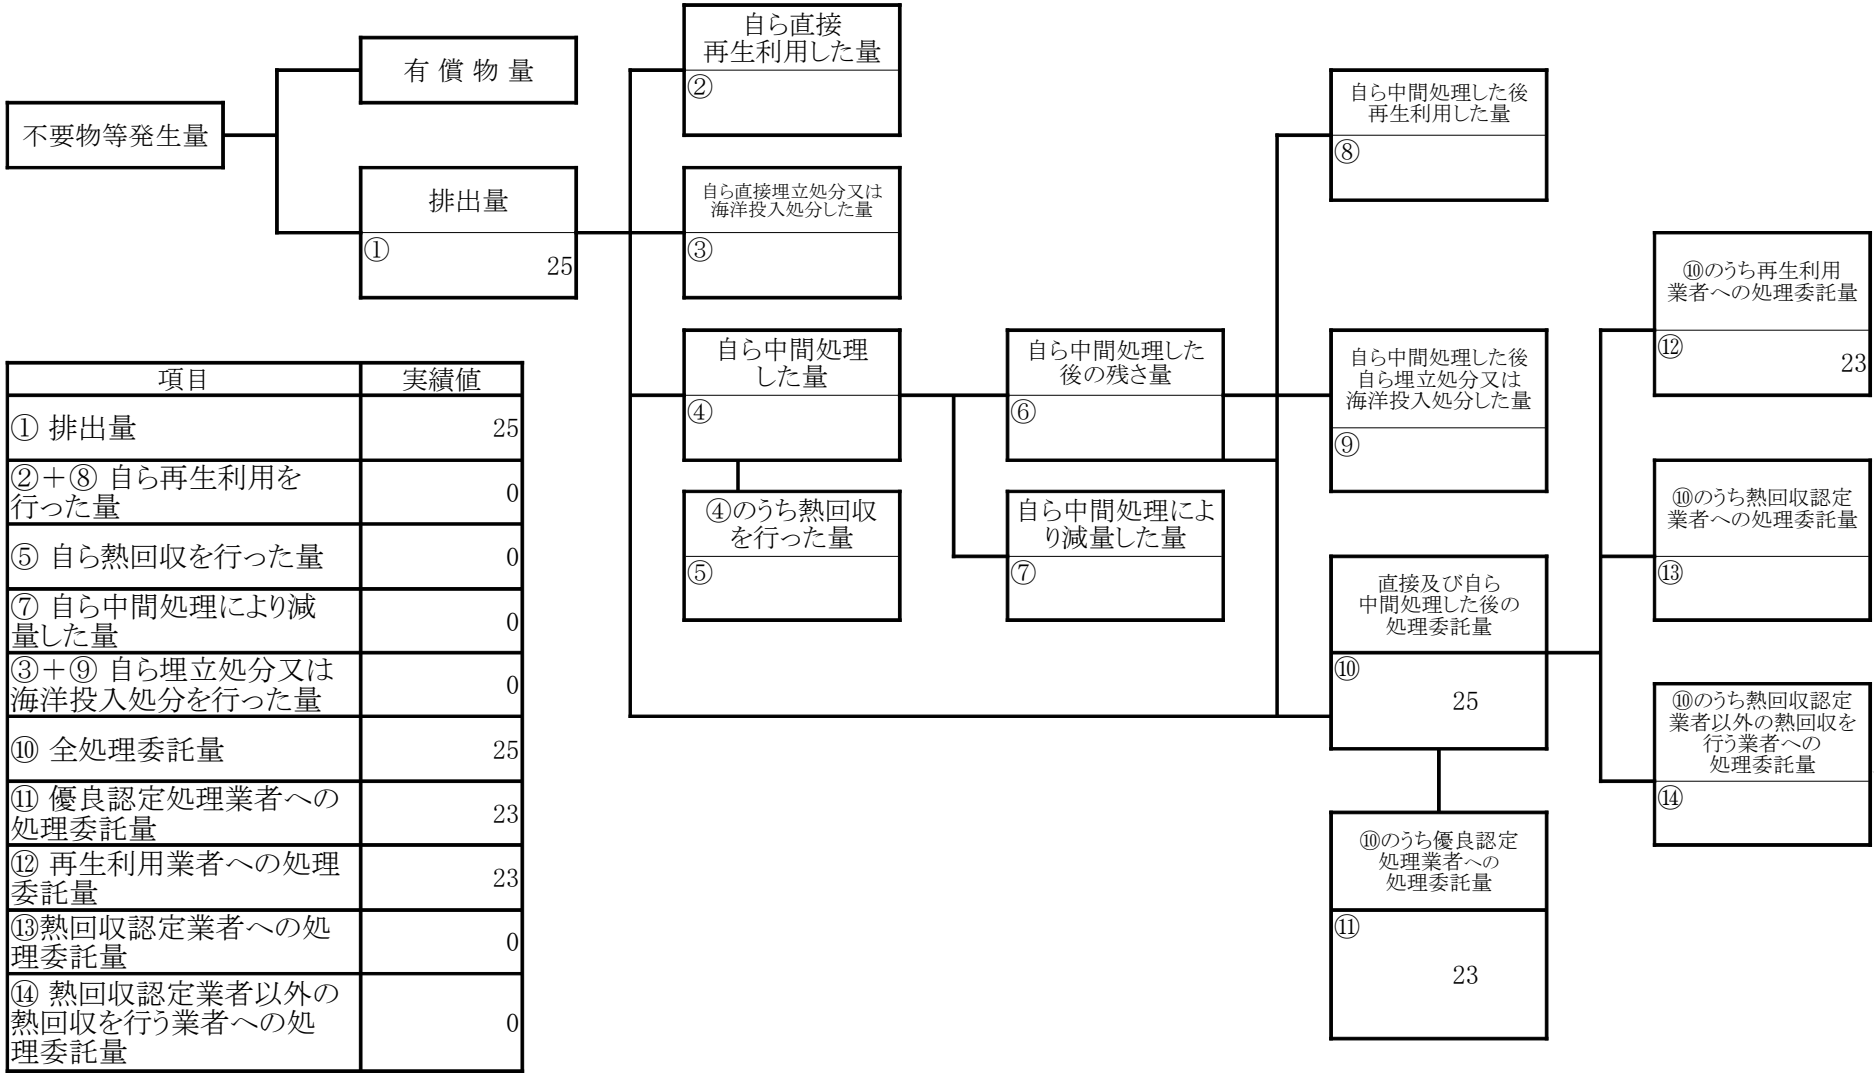 不要物等発生量
有 償 物 量
排出量
①
25
自ら直接
再生利用した量
②
自ら直接埋立処分又は
海洋投入処分した量
③
自ら中間処理
した量
④
④のうち熱回収
を行った量
⑤
自ら中間処理した
後の残さ量
⑥
自ら中間処理によ
り減量した量
⑦
自ら中間処理した後
再生利用した量
⑧
自ら中間処理した後
自ら埋立処分又は
海洋投入処分した量
⑨
直接及び自ら
中間処理した後の
処理委託量
⑩
25
⑩のうち優良認定
処理業者への
処理委託量
⑪
23
⑩のうち再生利用
業者への処理委託量
⑫
23
⑩のうち熱回収認定
業者への処理委託量
⑬
⑩のうち熱回収認定
業者以外の熱回収を
行う業者への
処理委託量
⑭
項目 実績値
① 排出量 25
②+⑧ 自ら再生利用を
行った量 0
⑤ 自ら熱回収を行った量 0
⑦ 自ら中間処理により減
量した量 0
③+⑨ 自ら埋立処分又は
海洋投入処分を行った量 0
⑩ 全処理委託量 25
⑪ 優良認定処理業者への
処理委託量 23
⑫ 再生利用業者への処理
委託量 23
⑬熱回収認定業者への処
理委託量 0
⑭ 熱回収認定業者以外の
熱回収を行う業者への処
理委託量 0